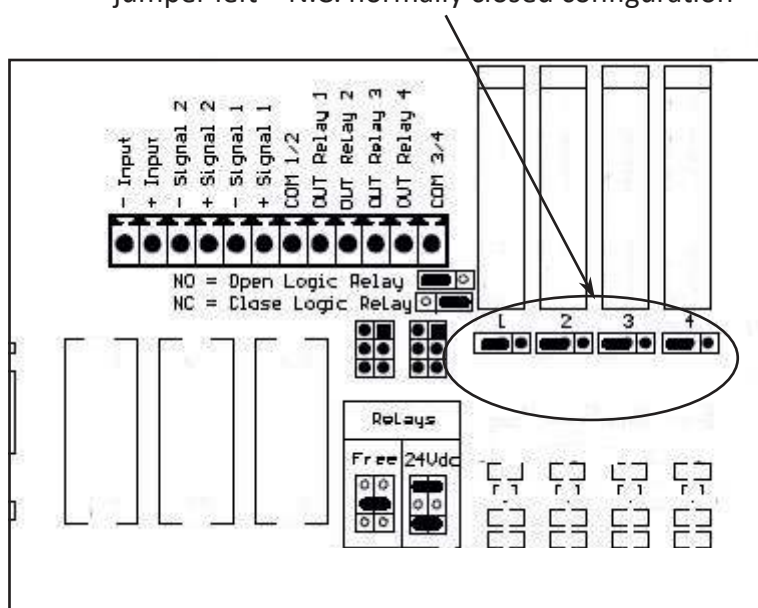 jumper left = N.C. normally closed configuration
- Input
+ Input
- Signal 2
+ Signal 2
- Signal 1
+ Signal 1
COM 1/2
OUT Relay 1
OUT Relay 2
OUT Relay 3
OUT Relay 4
COM 3/4
NO = Open Logic Relay
NC = Close Logic Relay
1 2 3 4
Relays
Free 24Vdc